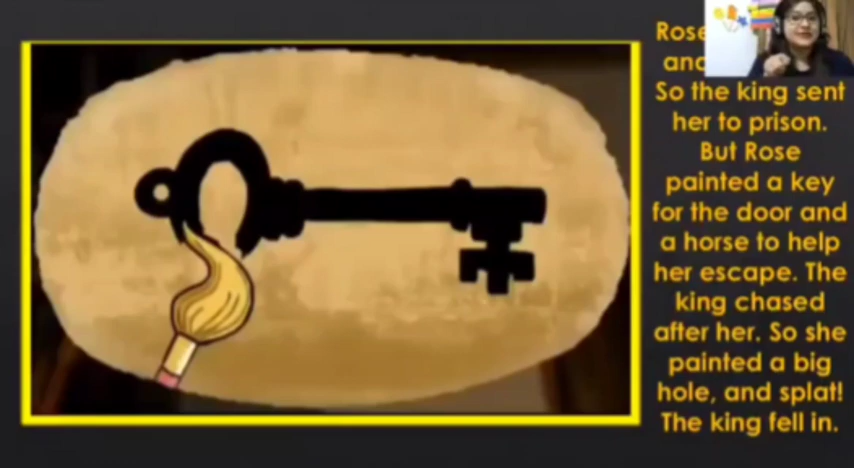 Rose
and
So the king sent
her to prison.
But Rose
painted a key
for the door and
a horse to help
her escape. The
king chased
after her. So she
painted a big
hole, and splat!
The king fell in.